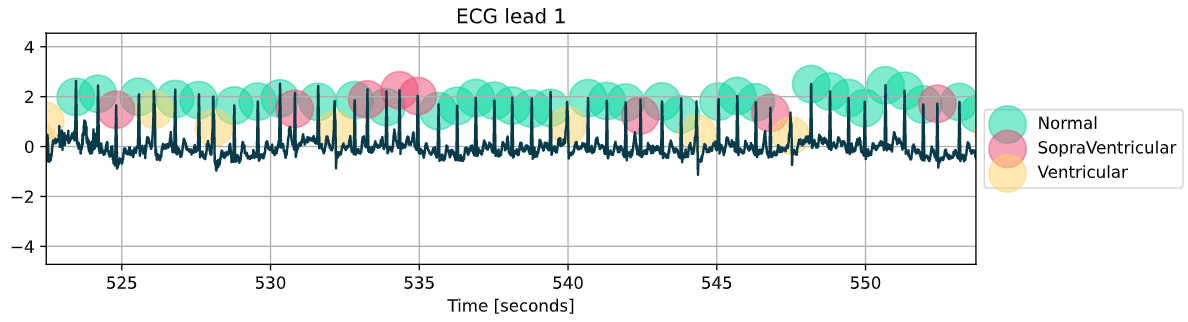 ECG lead 1
4
2
0
−2
−4
525 530 535 540 545 550
Time [seconds]
Normal
SopraVentricular
Ventricular